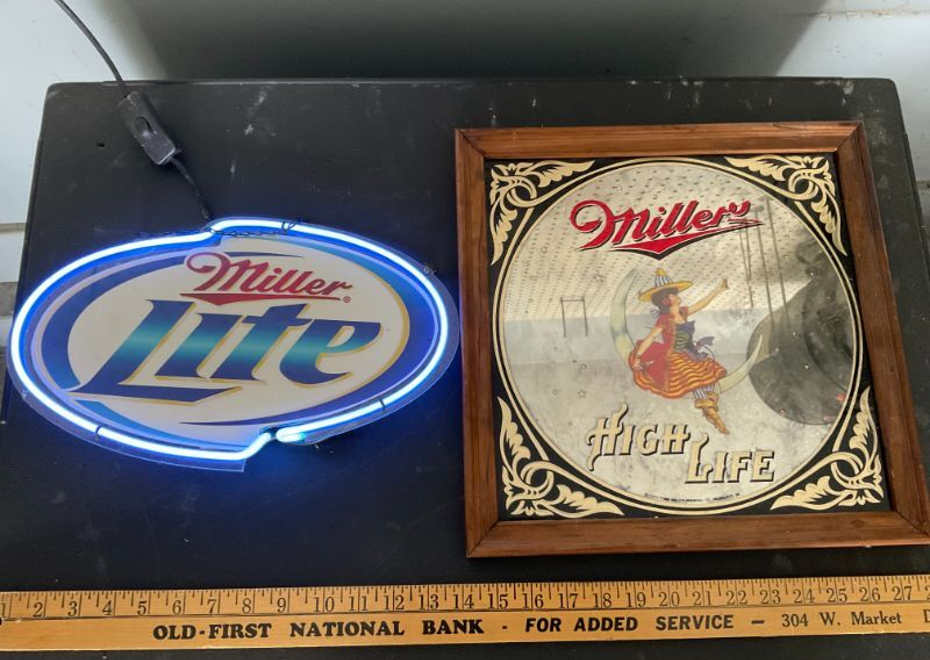 Miller®
Lite
Miller
HIGH
LIFE
1 2 3 4 5 6 7 8 9 10 11 12 13 14 15 16 17 18 19 20 21 22 23 24 25 26 27
OLD-FIRST NATIONAL BANK - FOR ADDED SERVICE — 304 W. Market